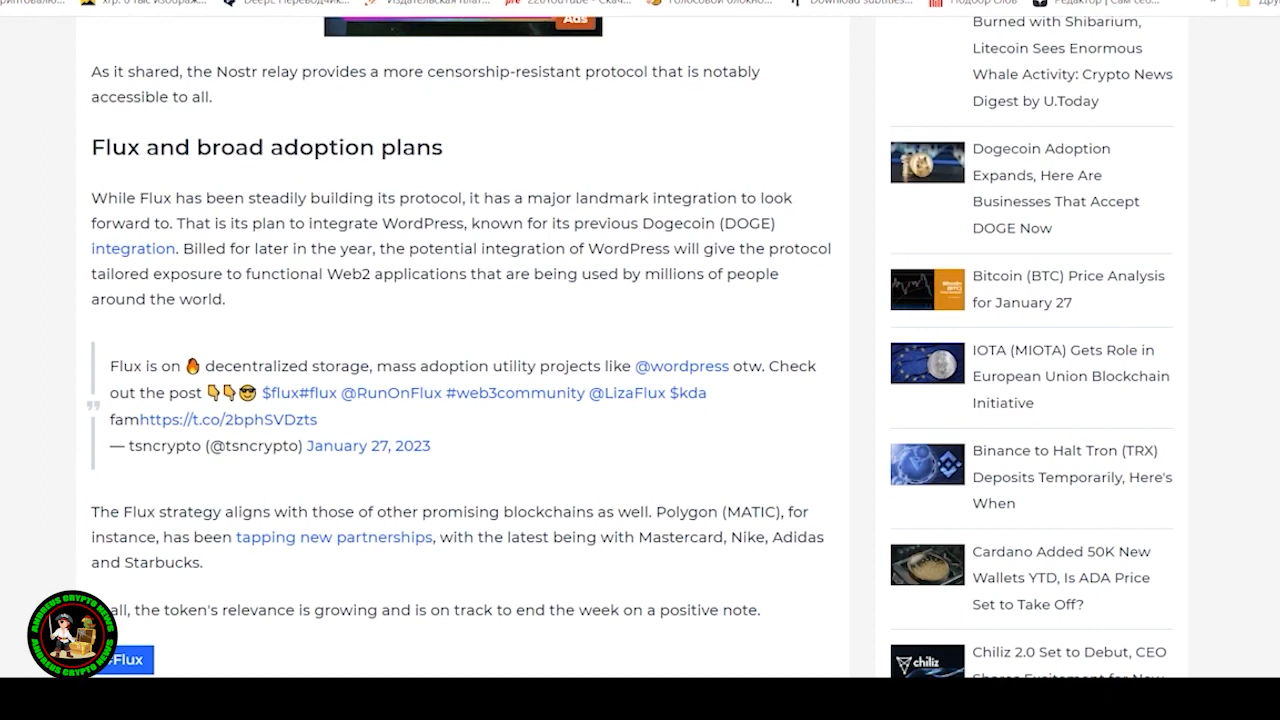 Ads
As it shared, the Nostr relay provides a more censorship-resistant protocol that is notably
accessible to all.
Flux and broad adoption plans
While Flux has been steadily building its protocol, it has a major landmark integration to look
forward to. That is its plan to integrate WordPress, known for its previous Dogecoin (DOGE)
integration. Billed for later in the year, the potential integration of WordPress will give the protocol
tailored exposure to functional Web2 applications that are being used by millions of people
around the world.
Flux is on 🔥 decentralized storage, mass adoption utility projects like @wordpress otw. Check
out the post 👇👇😎 $flux#flux @RunOnFlux #web3community @LizaFlux $kda
famhttps://t.co/2bphSVDzts
— tsncrypto (@tsncrypto) January 27, 2023
The Flux strategy aligns with those of other promising blockchains as well. Polygon (MATIC), for
instance, has been tapping new partnerships, with the latest being with Mastercard, Nike, Adidas
and Starbucks.
all, the token's relevance is growing and is on track to end the week on a positive note.
Flux
Burned with Shibarium,
Litecoin Sees Enormous
Whale Activity: Crypto News
Digest by U.Today
Dogecoin Adoption
Expands, Here Are
Businesses That Accept
DOGE Now
Bitcoin (BTC) Price Analysis
for January 27
IOTA (MIOTA) Gets Role in
European Union Blockchain
Initiative
Binance to Halt Tron (TRX)
Deposits Temporarily, Here's
When
Cardano Added 50K New
Wallets YTD, Is ADA Price
Set to Take Off?
chiliz
Chiliz 2.0 Set to Debut, CEO
ANDREUS CRYPTO NEWS
ANDREUS CRYPTO NEWS